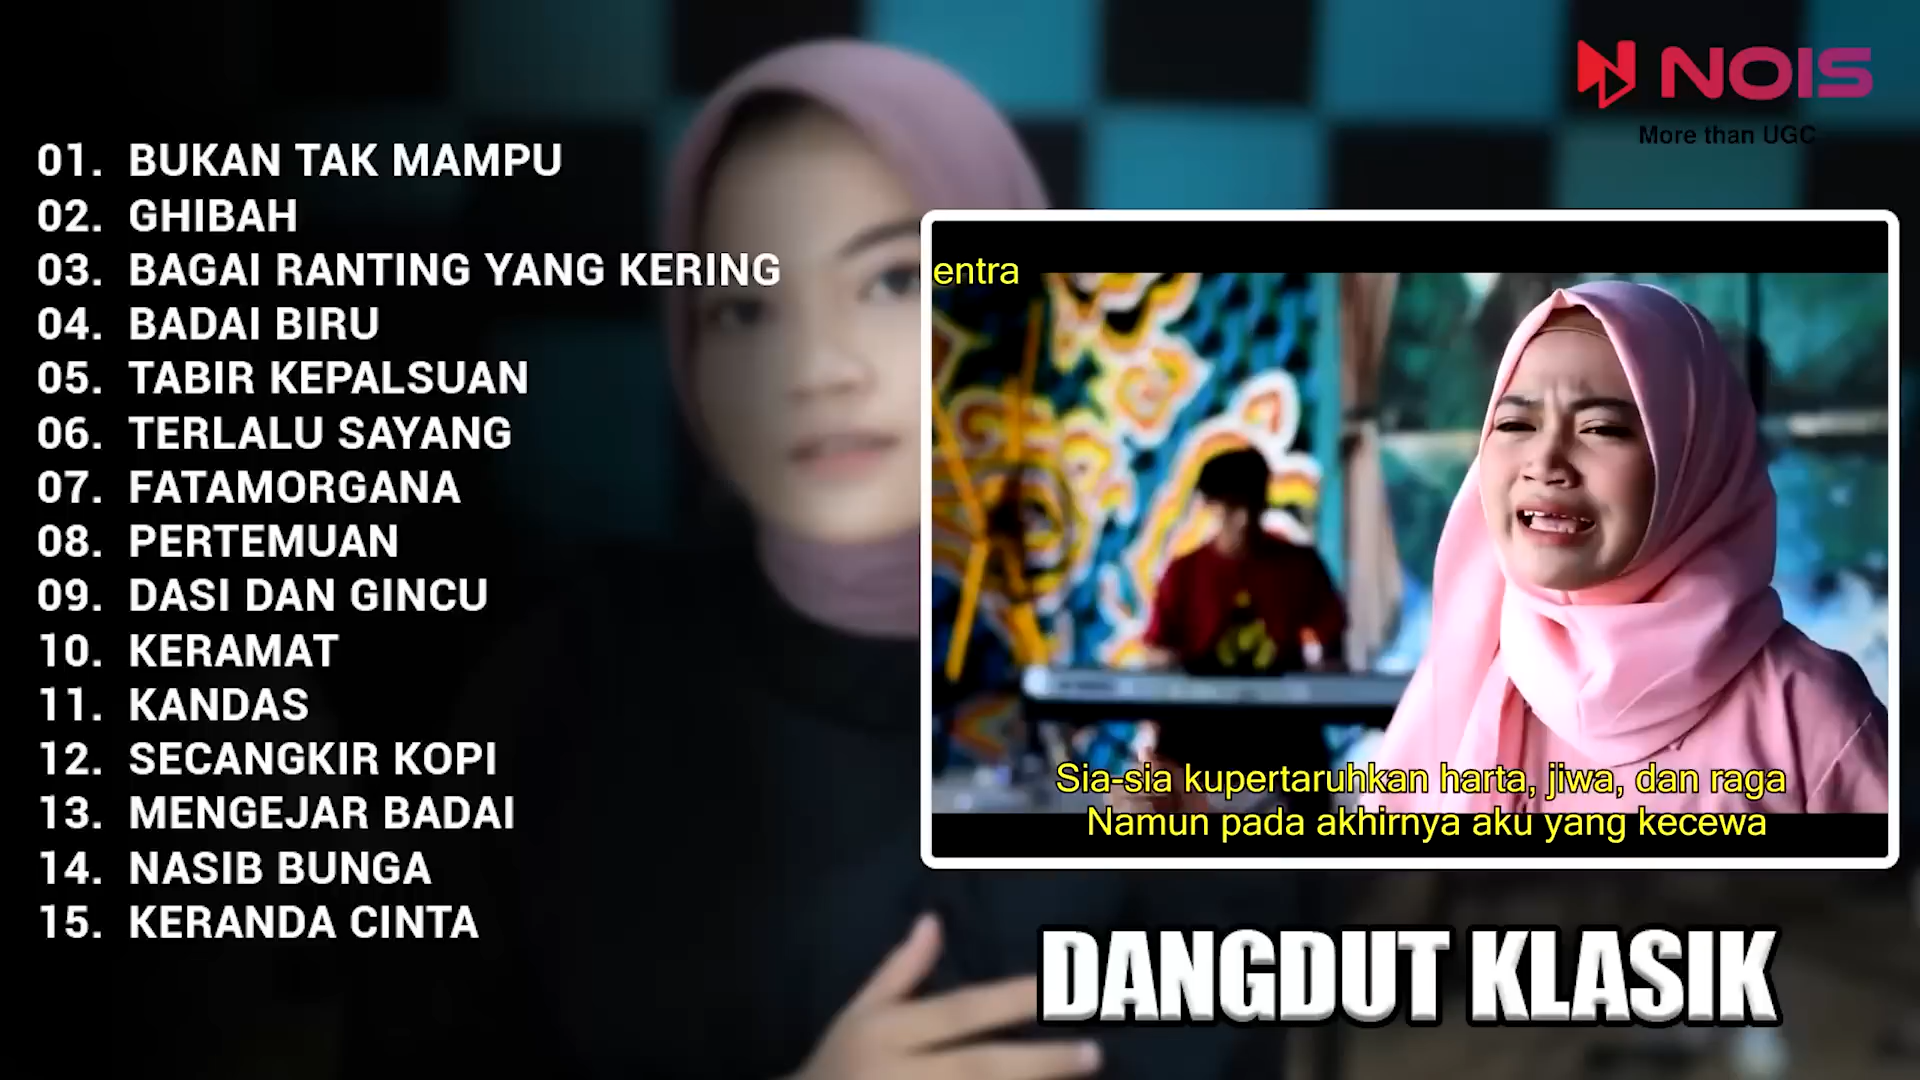 NOIS
More than UGC
01. BUKAN TAK MAMPU
02. GHIBAH
03. BAGAI RANTING YANG KERING
04. BADAI BIRU
05. TABIR KEPALSUAN
06. TERLALU SAYANG
07. FATAMORGANA
08. PERTEMUAN
09. DASI DAN GINCU
10. KERAMAT
11. KANDAS
12. SECANGKIR KOPI
13. MENGEJAR BADAI
14. NASIB BUNGA
15. KERANDA CINTA
entra
Sia-sia kupertaruhkan harta, jiwa, dan raga
Namun pada akhirnya aku yang kecewa
DANGDUT KLASIK